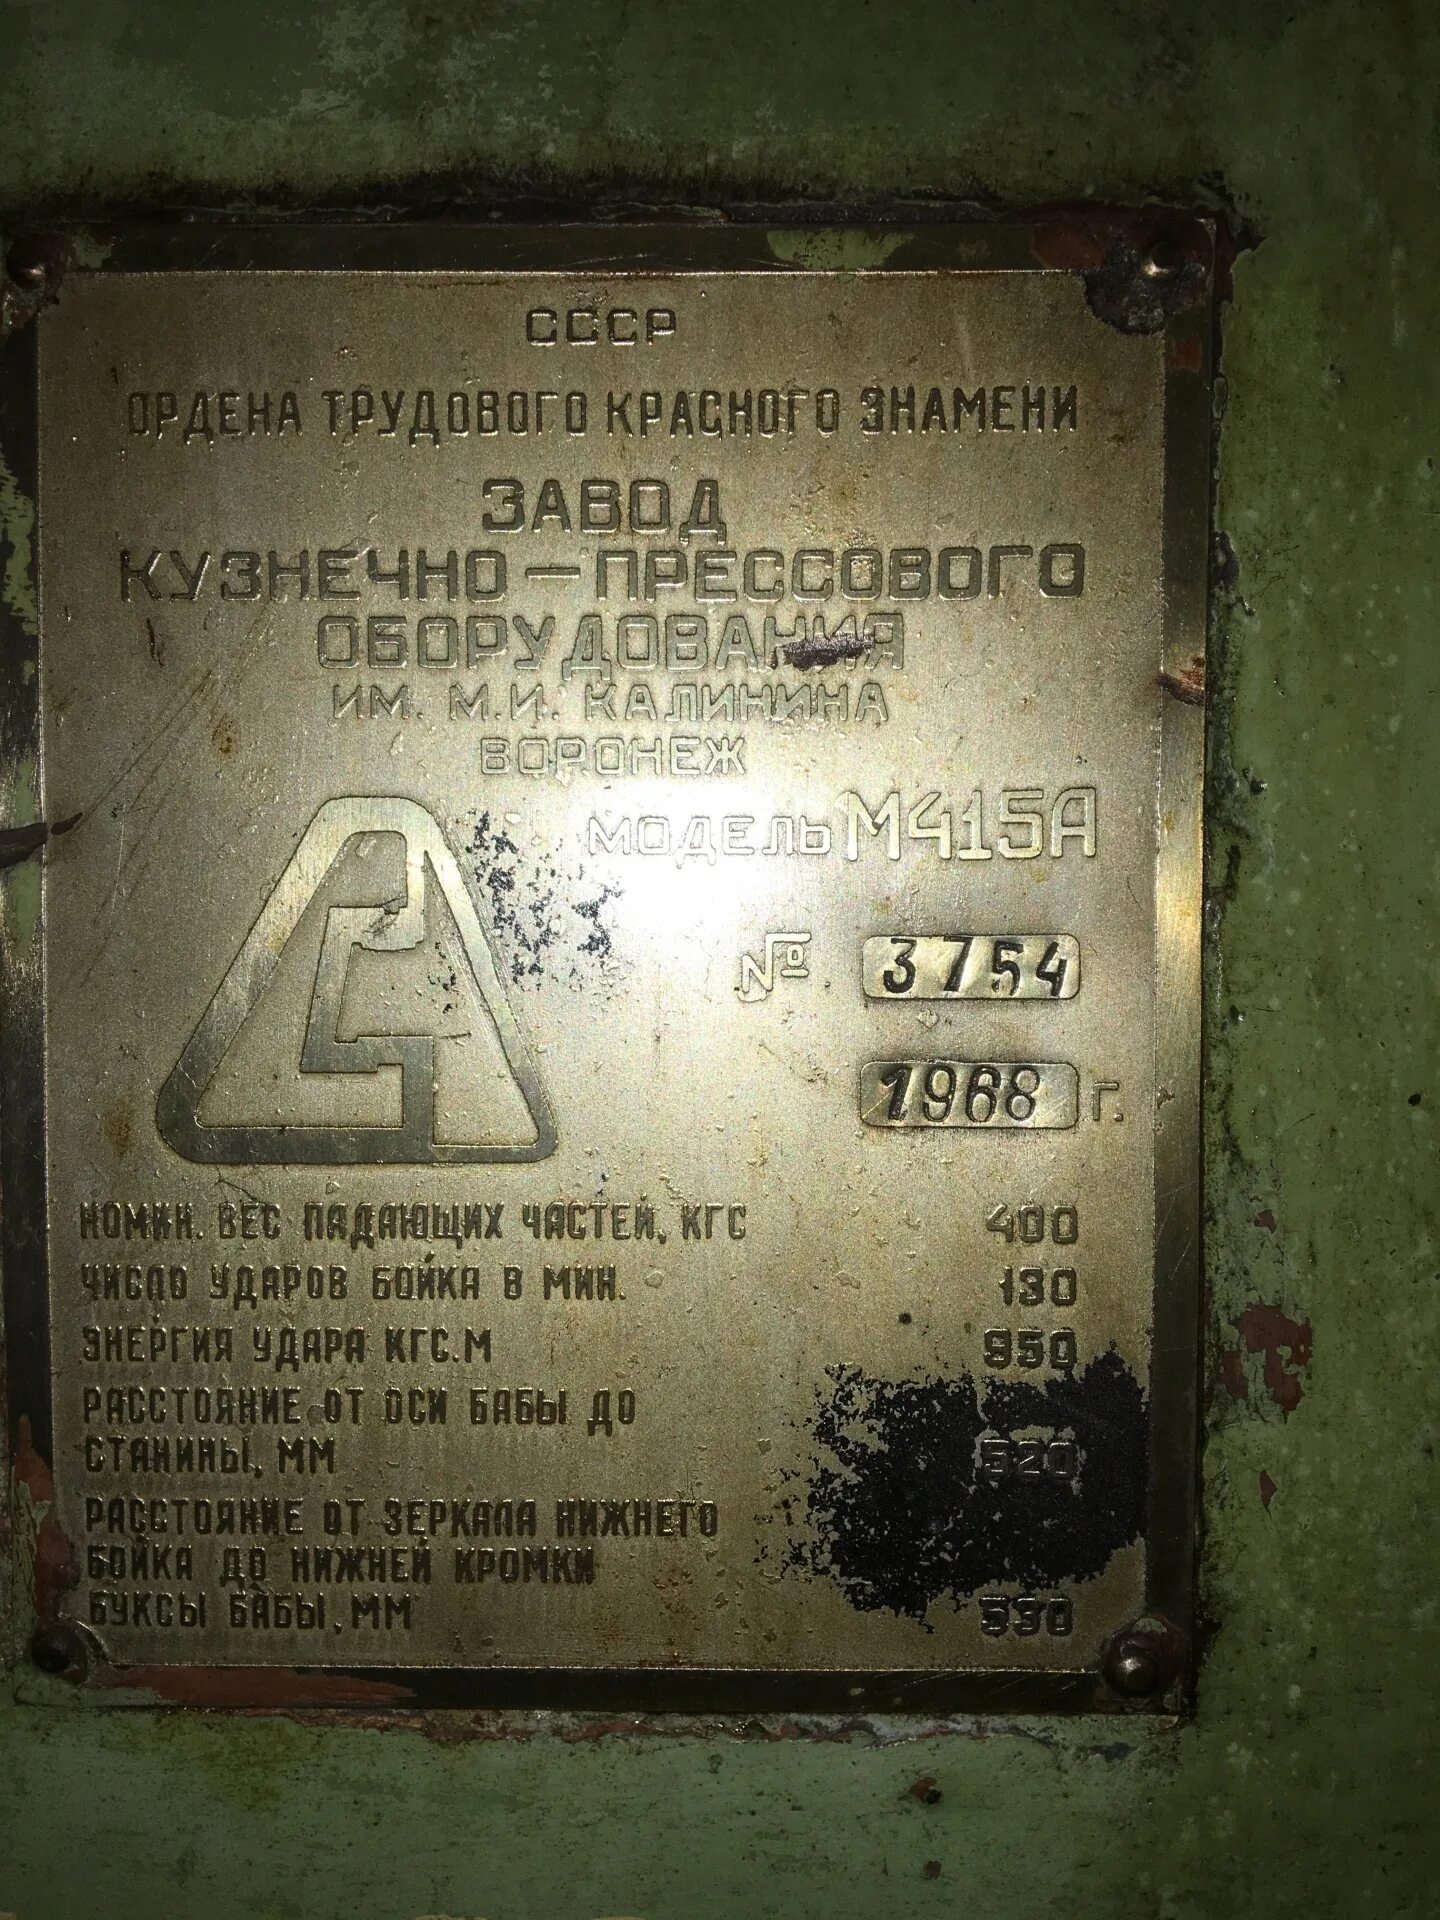 СССР
ОРДЕНА ТРУДОВОГО КРАСНОГО ЗНАМЕНИ
ЗАВОД
КУЗНЕЧНО-ПРЕССОВОГО
ОБОРУДОВАНИЯ
ИМ. М.И. КАЛИНИНА
ВОРОНЕЖ
МОДЕЛЬ М415А
№ 3754
1968 г.
НОМИН. ВЕС ПАДАЮЩИХ ЧАСТЕЙ, КГС 400
ЧИСЛО УДАРОВ БОЙКА В МИН. 130
ЭНЕРГИЯ УДАРА КГС.М 950
РАССТОЯНИЕ ОТ ОСИ БАБЫ ДО
СТАНИНЫ, ММ 520
РАССТОЯНИЕ ОТ ЗЕРКАЛА НИЖНЕГО
БОЙКА ДО НИЖНЕЙ КРОМКИ
БУКСЫ БАБЫ, ММ 530